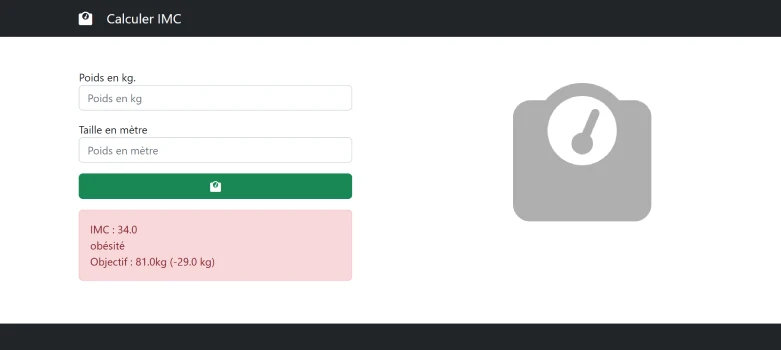 Calculer IMC
Poids en kg.
Poids en kg
Taille en mètre
Poids en mètre
IMC : 34.0
obésité
Objectif : 81.0kg (-29.0 kg)